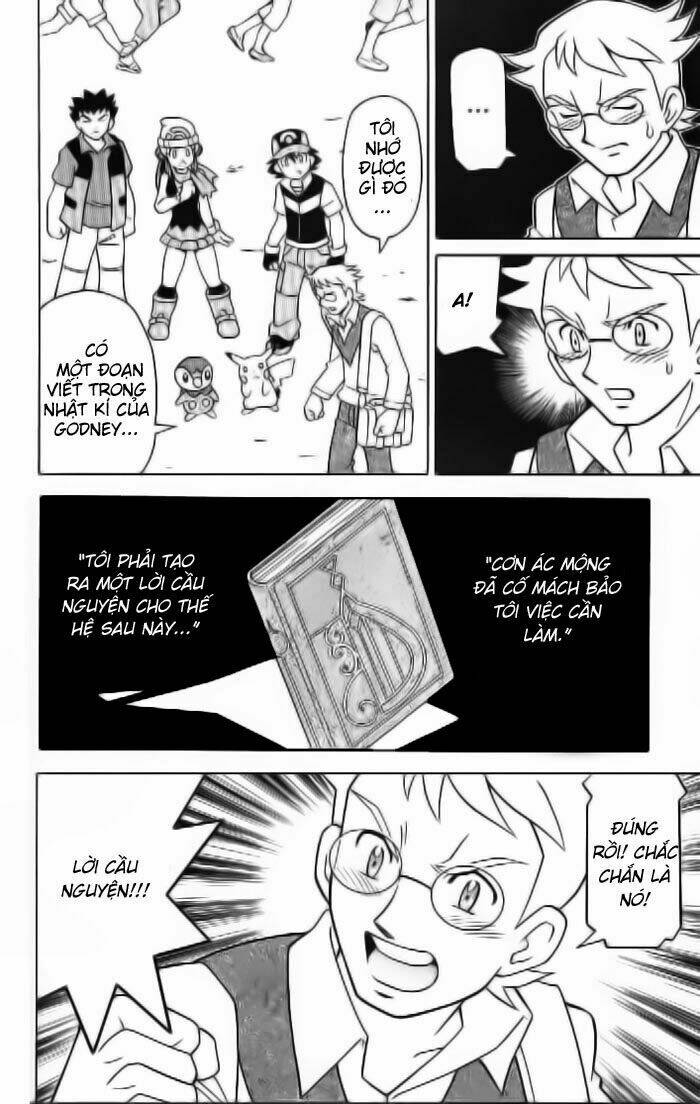 ...
A!
TÔI
NHỚ
ĐƯỢC
GÌ ĐÓ
...
CÓ
MỘT ĐOẠN
VIẾT TRONG
NHẬT KÍ CỦA
GODNEY...
"CƠN ÁC MỘNG
ĐÃ CỐ MÁCH BẢO
TÔI VIỆC CẦN
LÀM."
"TÔI PHẢI TẠO
RA MỘT LỜI CẦU
NGUYỆN CHO THẾ
HỆ SAU NÀY..."
ĐÚNG
RỒI! CHẮC
CHẮN LÀ
NÓ!
LỜI CẦU
NGUYỆN!!!